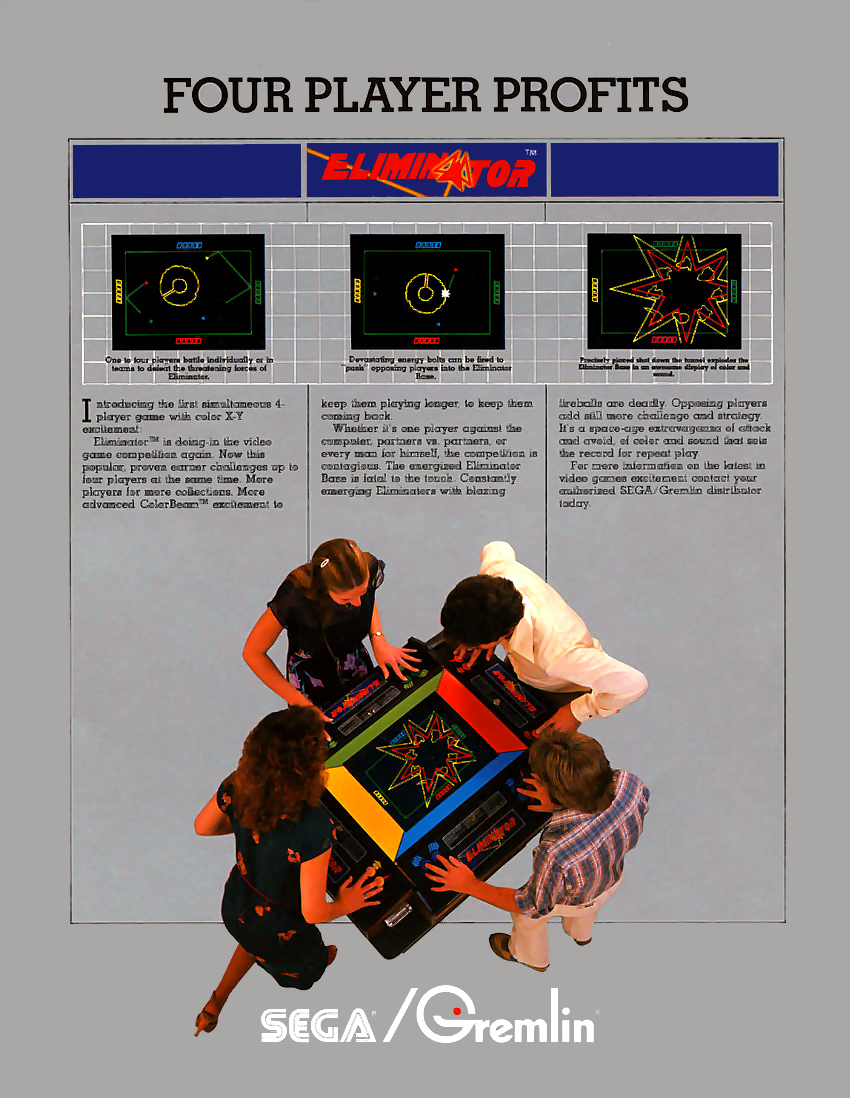 FOUR PLAYER PROFITS
ELIMINATOR™
One to four players battle individually or in
teams to defeat the threatening forces of
Eliminator.
Devastating energy bolts can be fired to
"push" opposing players into the Eliminator
Base.
Precisely placed shot down the tunnel explodes the
Eliminator Base in an awesome display of color and
sound.
Introducing the first simultaneous 4-
player game with color X-Y
excitement:
Eliminator™ is doing-in the video
game competition again. Now this
popular, proven earner challenges up to
four players at the same time. More
players for more collections. More
advanced ColorBeam™ excitement to
keep them playing longer, to keep them
coming back.
Whether it's one player against the
computer, partners vs. partners, or
every man for himself, the competition is
contagious. The energized Eliminator
Base is fatal to the touch. Constantly
emerging Eliminators with blazing
fireballs are deadly. Opposing players
add still more challenge and strategy.
It's a space-age extravaganza of attack
and avoid, of color and sound that sets
the record for repeat play.
For more information on the latest in
video games excitement contact your
authorized SEGA/Gremlin distributor
today.
ELIMINATOR
ELIMINATOR
ELIMINATOR
SEGA®/Gremlin®